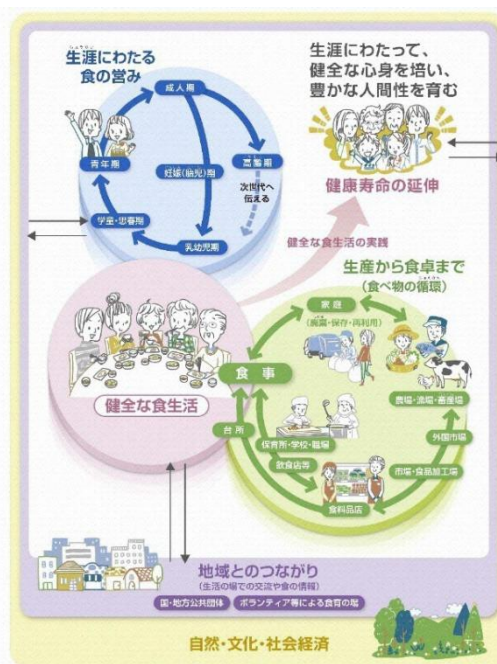 生涯にわたる
食の営み
成人期
青年期
妊娠(胎児)期
高齢期
次世代へ
伝える
学童・思春期
乳幼児期
生涯にわたって、
健全な心身を培い、
豊かな人間性を育む
健康寿命の延伸
健全な食生活の実践
健全な食生活
生産から食卓まで
(食べ物の循環)
家庭
(廃棄・保存・再利用)
食事
農場・漁場・畜産場
台所
保育所・学校・職場
外国市場
飲食店等
市場・食品加工場
食料品店
地域とのつながり
(生活の場での交流や食の情報)
国・地方公共団体
ボランティア等による食育の場
自然・文化・社会経済